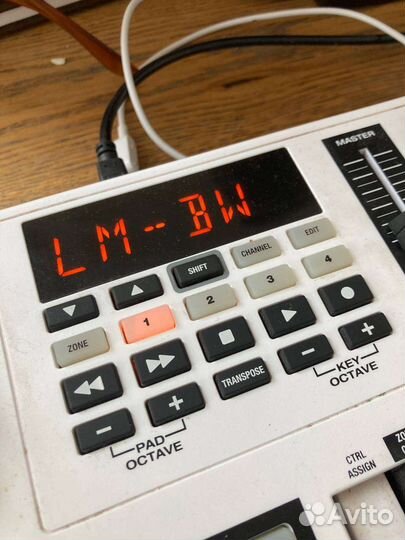 MASTER
LM--BW
SHIFT
CHANNEL
EDIT
ZONE
1
2
3
4
TRANSPOSE
KEY
OCTAVE
PAD
OCTAVE
CTRL
ASSIGN
Avito